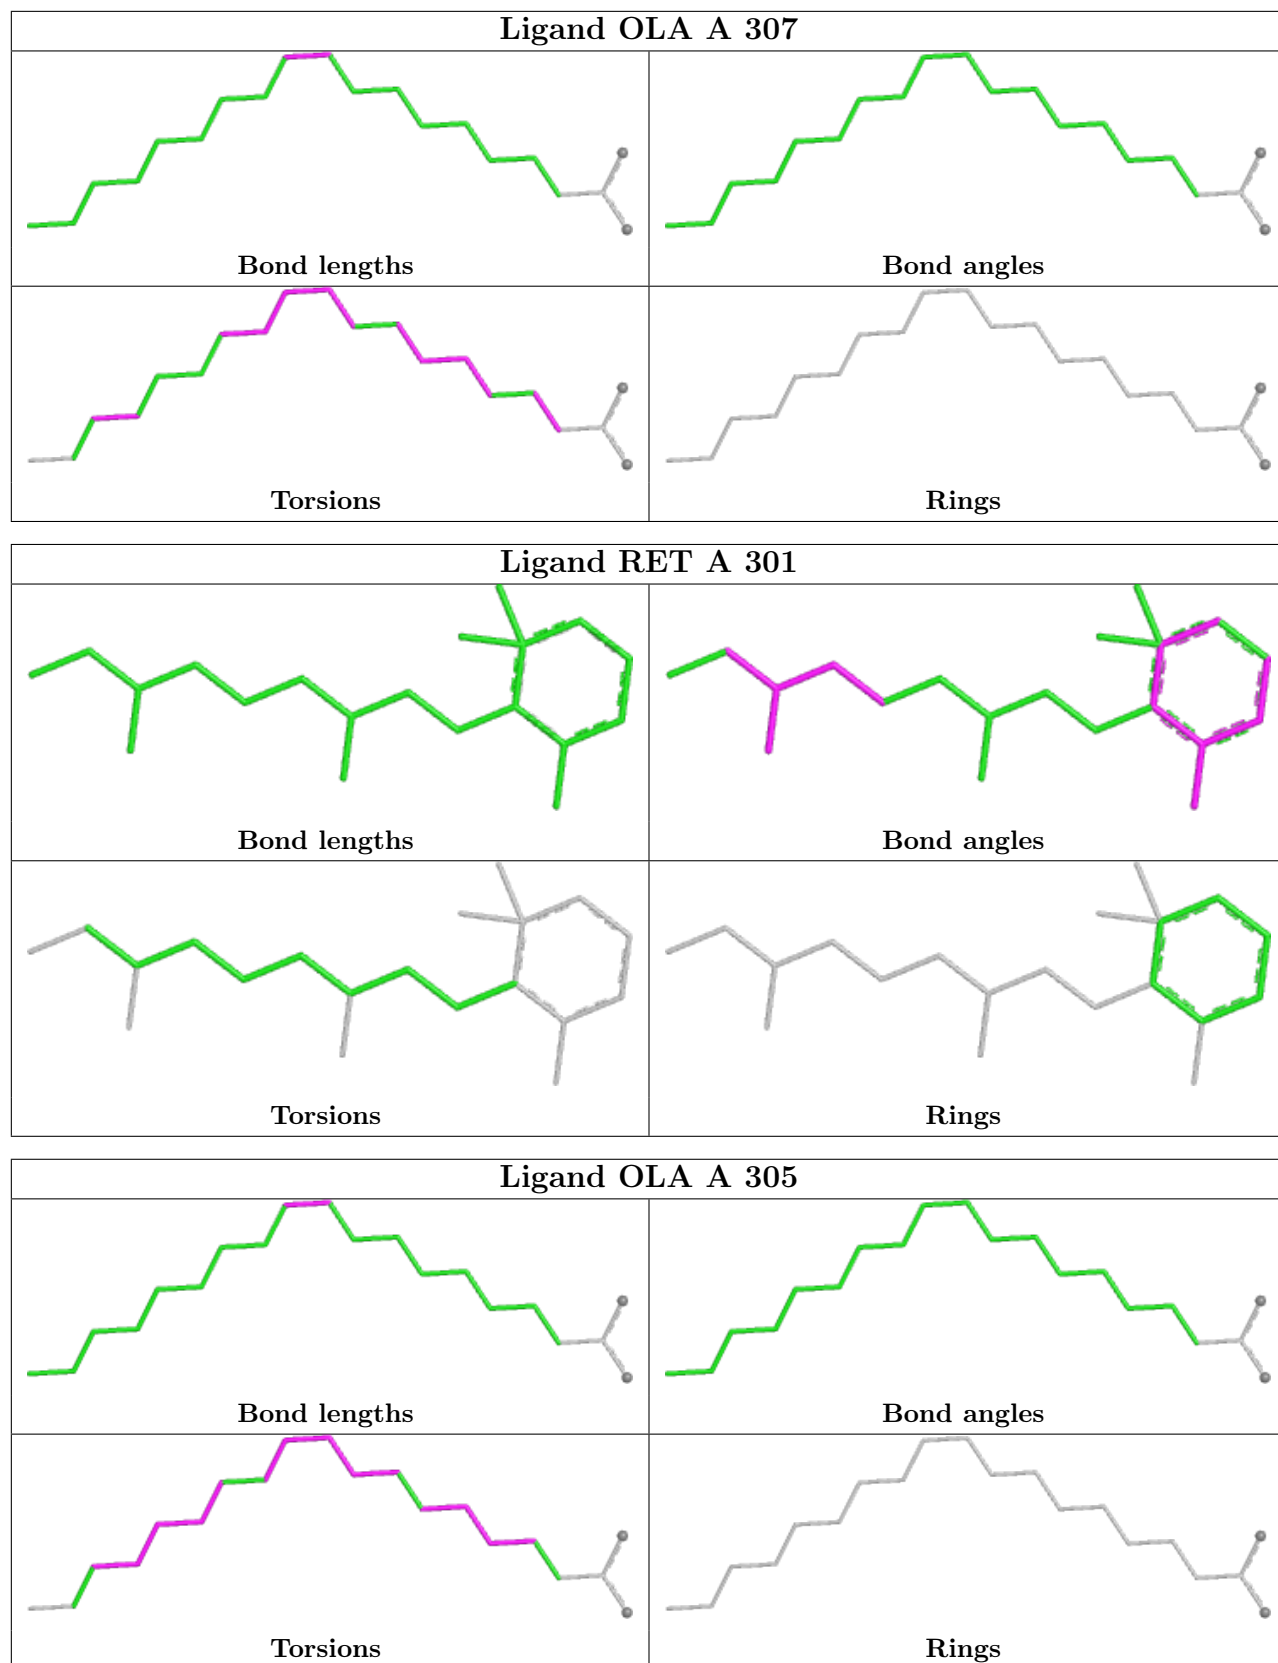 Ligand OLA A 307
Bond lengths
Bond angles
Torsions
Rings
Ligand RET A 301
Bond lengths
Bond angles
Torsions
Rings
Ligand OLA A 305
Bond lengths
Bond angles
Torsions
Rings